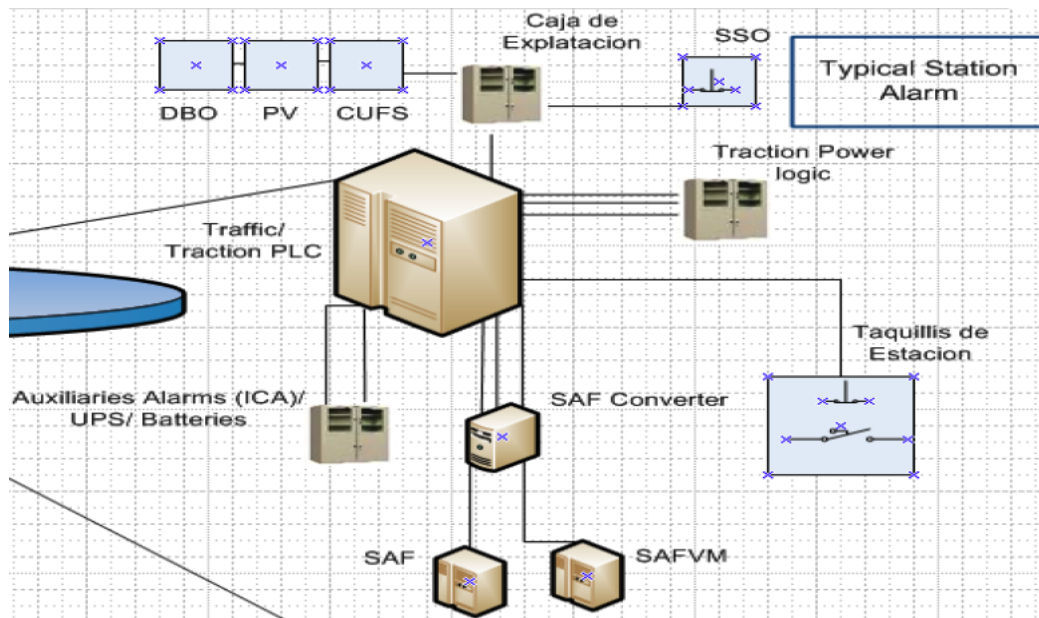 Caja de
Explatacion
SSO
Typical Station
Alarm
DBO
PV
CUFS
Traction Power
logic
Traffic/
Traction PLC
Taquillis de
Estacion
Auxiliaries Alarms (ICA)/
UPS/ Batteries
SAF Converter
SAF
SAFVM